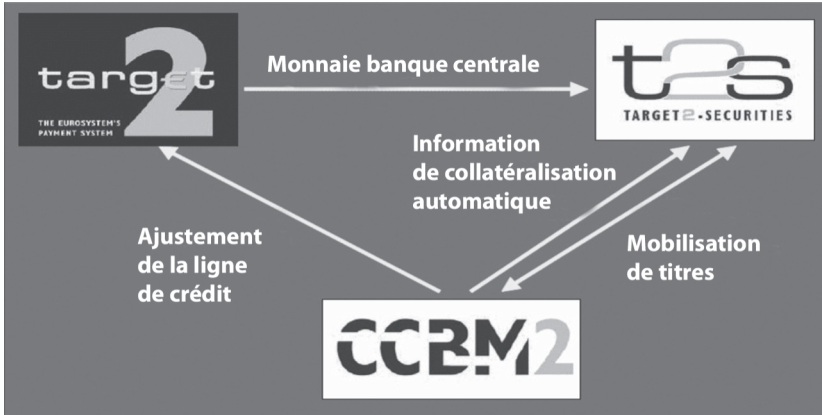 target2
THE EUROSYSTEM'S
PAYMENT SYSTEM
Monnaie banque centrale
t2s
TARGET2-SECURITIES
Information
de collatéralisation
automatique
Ajustement
de la ligne
de crédit
Mobilisation
de titres
CCBM2